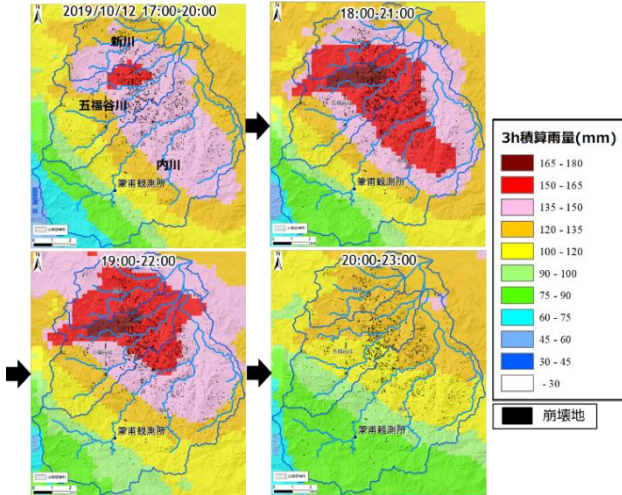 2019/10/12 17:00-20:00
新川
五福谷川
内川
筆甫観測所
18:00-21:00
筆甫観測所
19:00-22:00
筆甫観測所
20:00-23:00
筆甫観測所
3h積算雨量(mm)
165 - 180
150 - 165
135 - 150
120 - 135
100 - 120
90 - 100
75 - 90
60 - 75
45 - 60
30 - 45
- 30
崩壊地